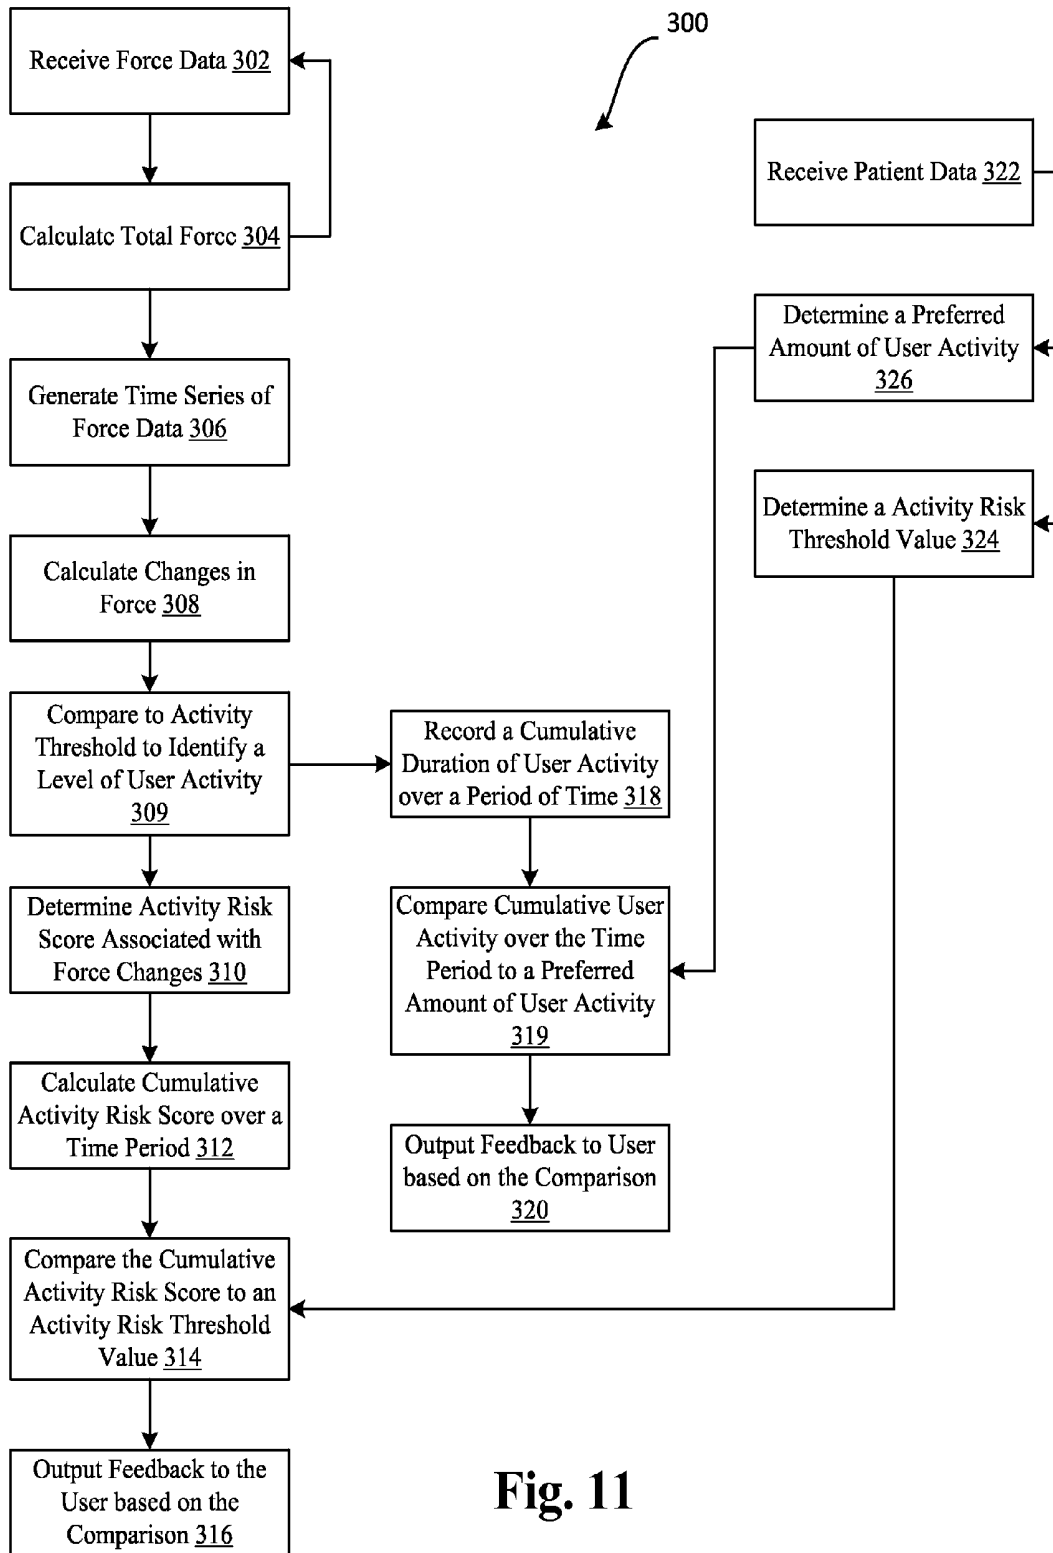 300
Receive Force Data 302
Calculate Total Force 304
Generate Time Series of
Force Data 306
Calculate Changes in
Force 308
Compare to Activity
Threshold to Identify a
Level of User Activity
309
Determine Activity Risk
Score Associated with
Force Changes 310
Calculate Cumulative
Activity Risk Score over a
Time Period 312
Compare the Cumulative
Activity Risk Score to an
Activity Risk Threshold
Value 314
Output Feedback to the
User based on the
Comparison 316
Record a Cumulative
Duration of User Activity
over a Period of Time 318
Compare Cumulative User
Activity over the Time
Period to a Preferred
Amount of User Activity
319
Output Feedback to User
based on the Comparison
320
Receive Patient Data 322
Determine a Preferred
Amount of User Activity
326
Determine a Activity Risk
Threshold Value 324
Fig. 11